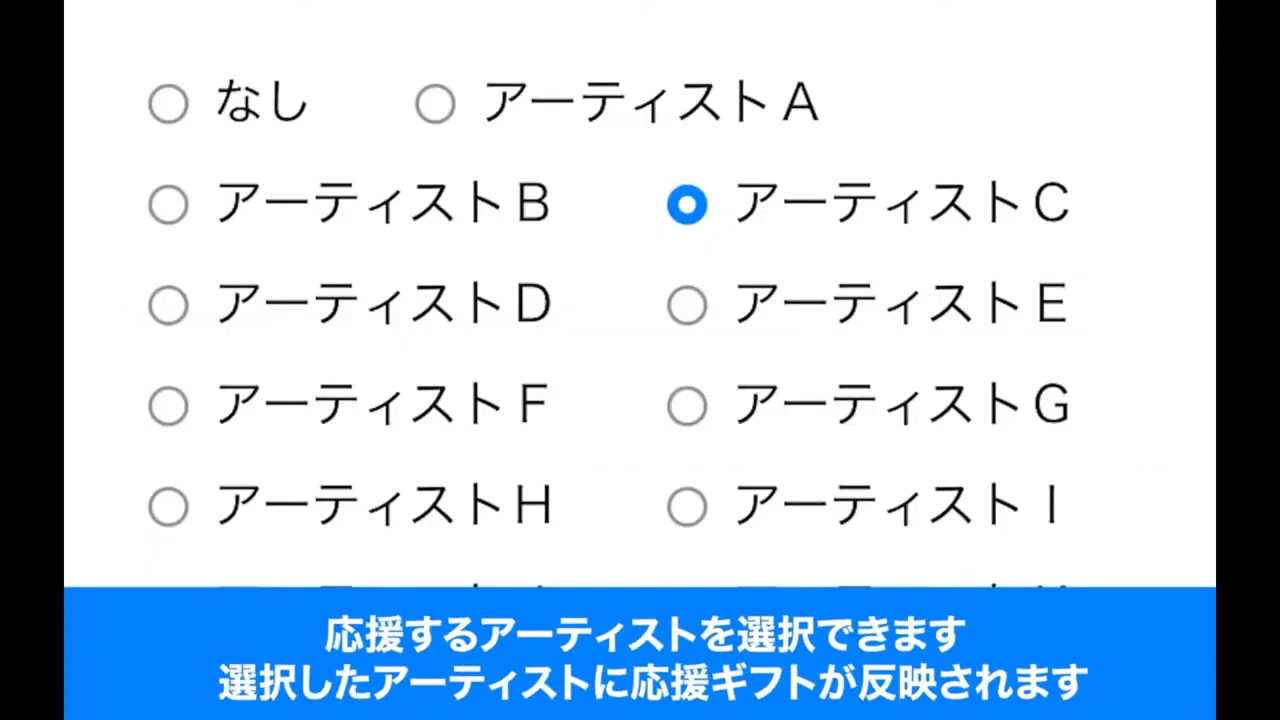 なし アーティストA
アーティストB アーティストC
アーティストD アーティストE
アーティストF アーティストG
アーティストH アーティストI
応援するアーティストを選択できます
選択したアーティストに応援ギフトが反映されます